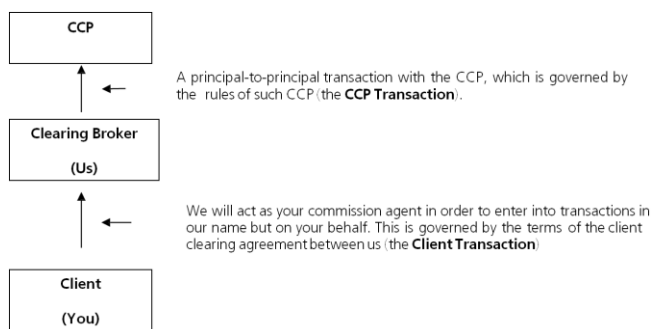 CCP
A principal-to-principal transaction with the CCP, which is governed by
the rules of such CCP (the CCP Transaction).
Clearing Broker
(Us)
We will act as your commission agent in order to enter into transactions in
our name but on your behalf. This is governed by the terms of the client
clearing agreement between us (the Client Transaction)
Client
(You)